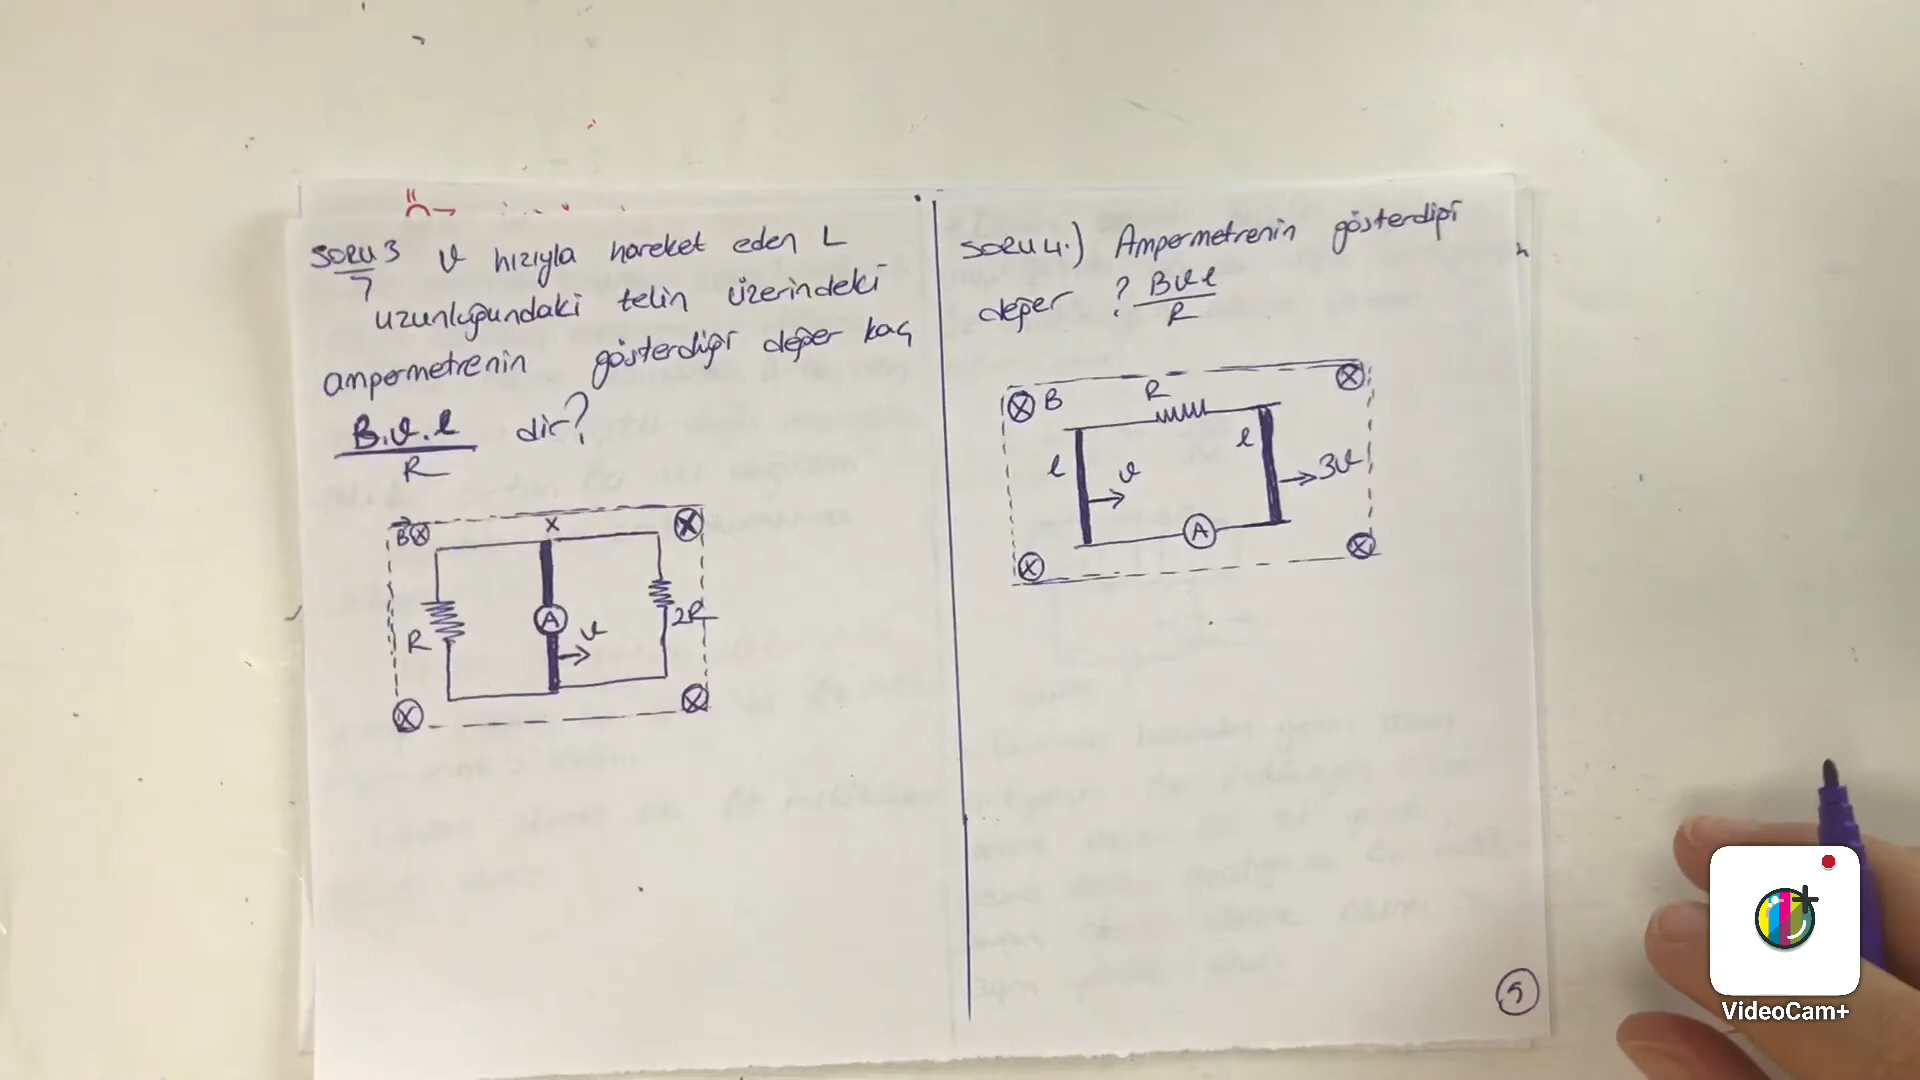 SORU 3 v hızıyla hareket eden L
uzunluğundaki telin üzerindeki
ampermetrenin gösterdiği değer kaç
B.v.l
R
dir?
B
X
A
v
R
2R
SORU 4.) Ampermetrenin gösterdiği
değer ? Bvl
R
B
R
l
l
v
3v
A
5
VideoCam+